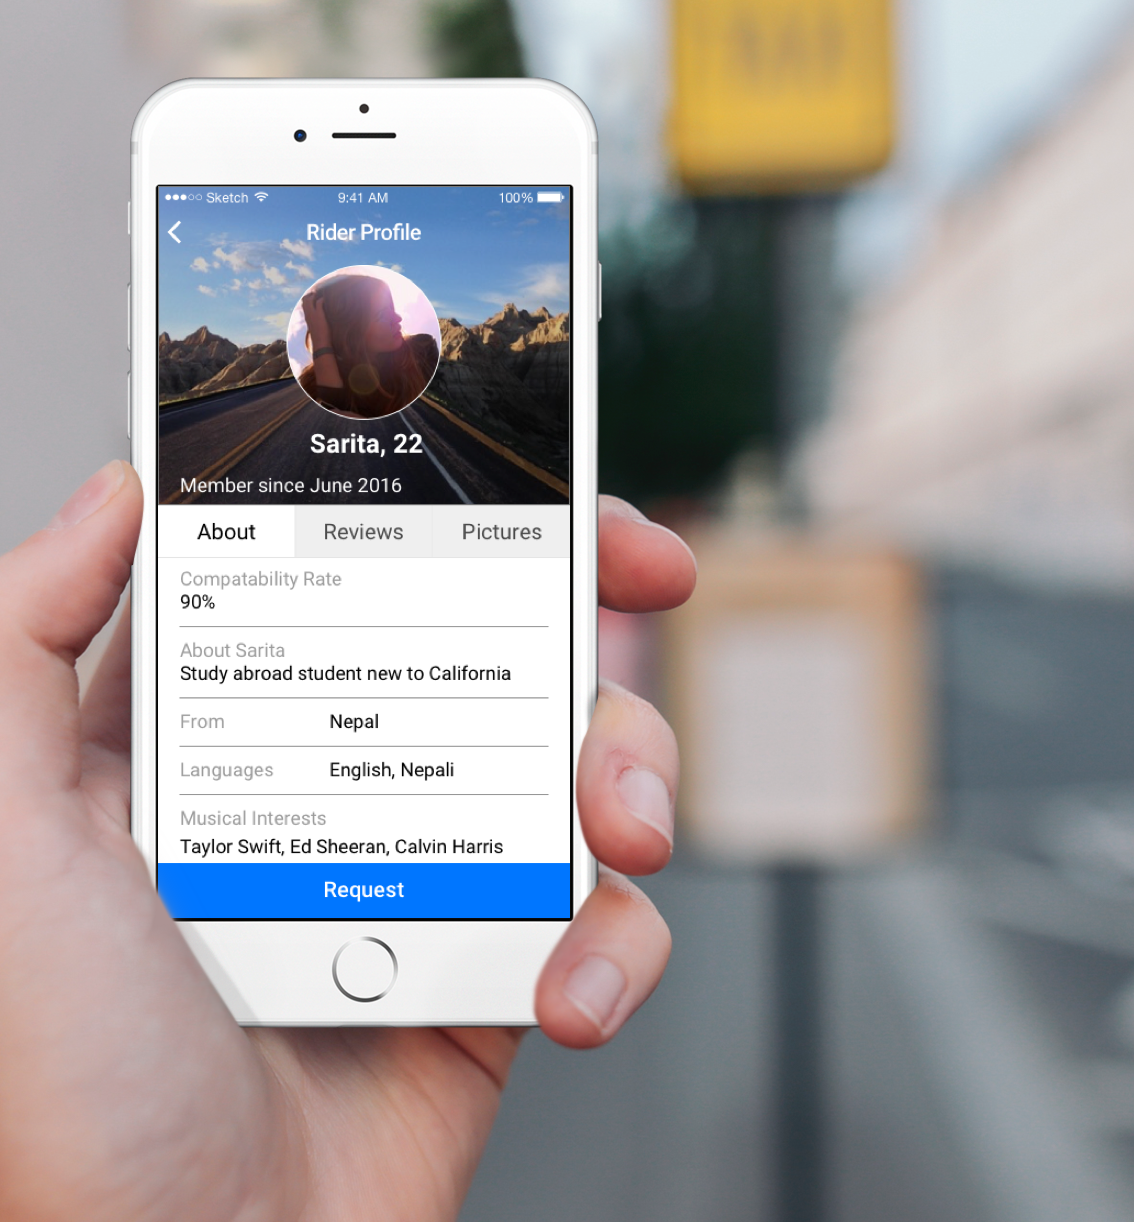 Sketch 9:41 AM 100%
Rider Profile
Sarita, 22
Member since June 2016
About Reviews Pictures
Compatability Rate
90%
About Sarita
Study abroad student new to California
From Nepal
Languages English, Nepali
Musical Interests
Taylor Swift, Ed Sheeran, Calvin Harris
Request